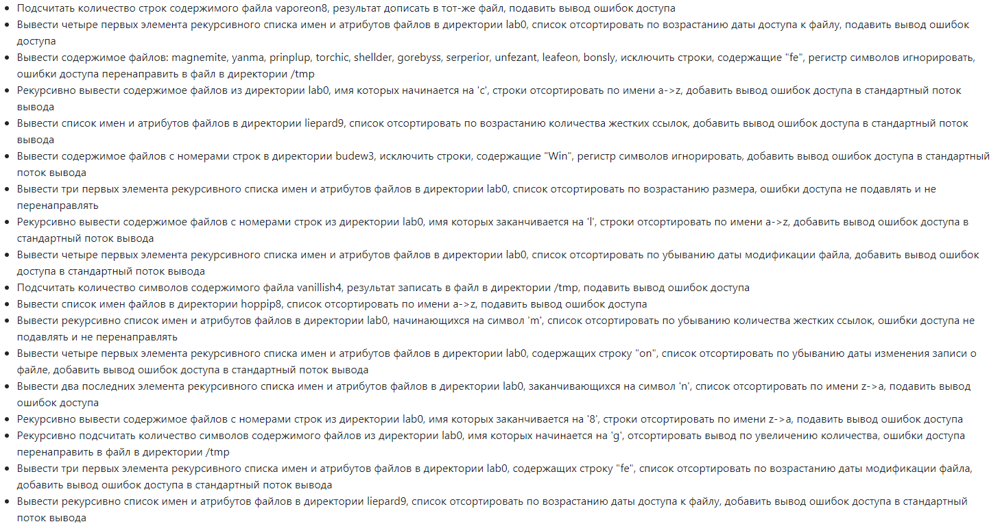 Подсчитать количество строк содержимого файла vaporeon8, результат дописать в тот-же файл, подавить вывод ошибок доступа
Вывести четыре первых элемента рекурсивного списка имен и атрибутов файлов в директории lab0, список отсортировать по возрастанию даты доступа к файлу, подавить вывод ошибок
доступа
Вывести содержимое файлов: magnemite, yanma, prinplup, torchic, shellder, gorebyss, serperior, unfezant, leafeon, bonsly, исключить строки, содержащие "fe", регистр символов игнорировать,
ошибки доступа перенаправить в файл в директории /tmp
Рекурсивно вывести содержимое файлов из директории lab0, имя которых начинается на 'c', строки отсортировать по имени a->z, добавить вывод ошибок доступа в стандартный поток
вывода
Вывести список имен и атрибутов файлов в директории liepard9, список отсортировать по возрастанию количества жестких ссылок, добавить вывод ошибок доступа в стандартный поток
вывода
Вывести содержимое файлов с номерами строк в директории budew3, исключить строки, содержащие "Win", регистр символов игнорировать, добавить вывод ошибок доступа в стандартный
поток вывода
Вывести три первых элемента рекурсивного списка имен и атрибутов файлов в директории lab0, список отсортировать по возрастанию размера, ошибки доступа не подавлять и не
перенаправлять
Рекурсивно вывести содержимое файлов с номерами строк из директории lab0, имя которых заканчивается на 'l', строки отсортировать по имени a->z, добавить вывод ошибок доступа в
стандартный поток вывода
Вывести четыре первых элемента рекурсивного списка имен и атрибутов файлов в директории lab0, список отсортировать по убыванию даты модификации файла, добавить вывод ошибок
доступа в стандартный поток вывода
Подсчитать количество символов содержимого файла vanillish4, результат записать в файл в директории /tmp, подавить вывод ошибок доступа
Вывести список имен файлов в директории hoppip8, список отсортировать по имени a->z, подавить вывод ошибок доступа
Вывести рекурсивно список имен и атрибутов файлов в директории lab0, начинающихся на символ 'm', список отсортировать по убыванию количества жестких ссылок, ошибки доступа не
подавлять и не перенаправлять
Вывести четыре первых элемента рекурсивного списка имен и атрибутов файлов в директории lab0, содержащих строку "on", список отсортировать по убыванию даты изменения записи о
файле, добавить вывод ошибок доступа в стандартный поток вывода
Вывести два последних элемента рекурсивного списка имен и атрибутов файлов в директории lab0, заканчивающихся на символ 'n', список отсортировать по имени z->a, подавить вывод
ошибок доступа
Рекурсивно вывести содержимое файлов с номерами строк из директории lab0, имя которых заканчивается на '8', строки отсортировать по имени z->a, подавить вывод ошибок доступа
Рекурсивно подсчитать количество символов содержимого файлов из директории lab0, имя которых начинается на 'g', отсортировать вывод по увеличению количества, ошибки доступа
перенаправить в файл в директории /tmp
Вывести три первых элемента рекурсивного списка имен и атрибутов файлов в директории lab0, содержащих строку "fe", список отсортировать по возрастанию даты модификации файла,
добавить вывод ошибок доступа в стандартный поток вывода
Вывести рекурсивно список имен и атрибутов файлов в директории liepard9, список отсортировать по возрастанию даты доступа к файлу, добавить вывод ошибок доступа в стандартный
поток вывода